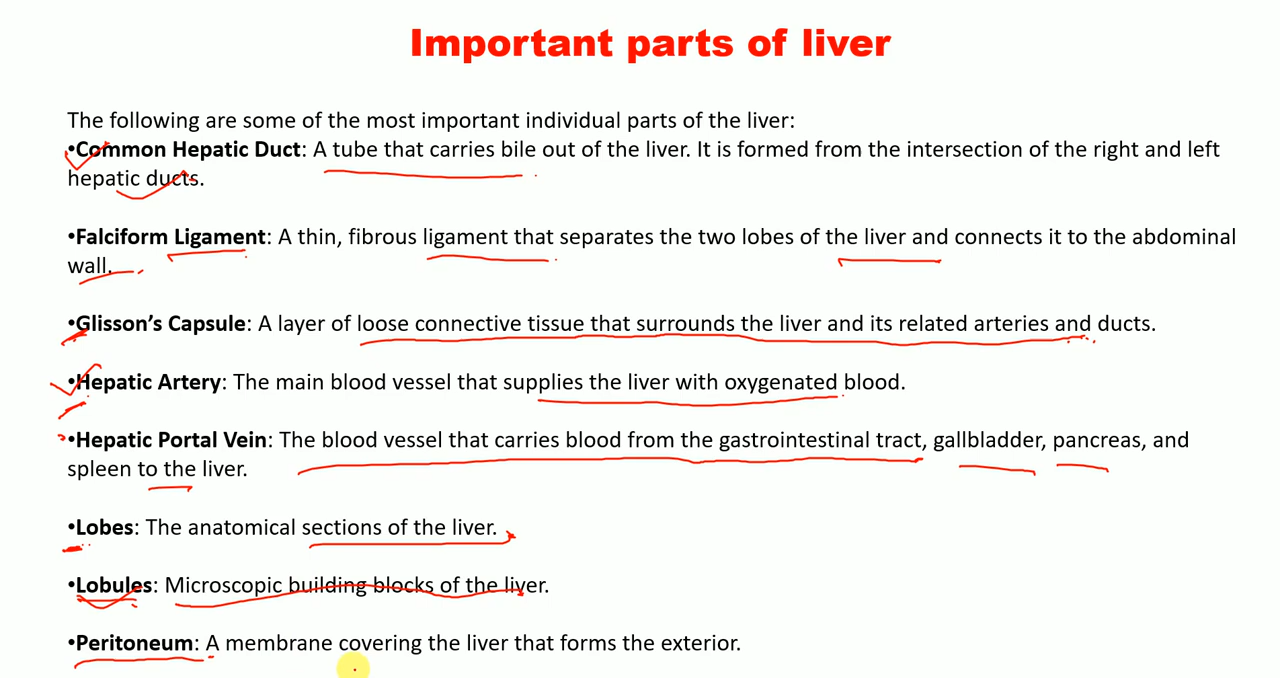 Important parts of liver
The following are some of the most important individual parts of the liver:
•Common Hepatic Duct: A tube that carries bile out of the liver. It is formed from the intersection of the right and left
hepatic ducts.
•Falciform Ligament: A thin, fibrous ligament that separates the two lobes of the liver and connects it to the abdominal
wall.
•Glisson’s Capsule: A layer of loose connective tissue that surrounds the liver and its related arteries and ducts.
•Hepatic Artery: The main blood vessel that supplies the liver with oxygenated blood.
•Hepatic Portal Vein: The blood vessel that carries blood from the gastrointestinal tract, gallbladder, pancreas, and
spleen to the liver.
•Lobes: The anatomical sections of the liver.
•Lobules: Microscopic building blocks of the liver.
•Peritoneum: A membrane covering the liver that forms the exterior.